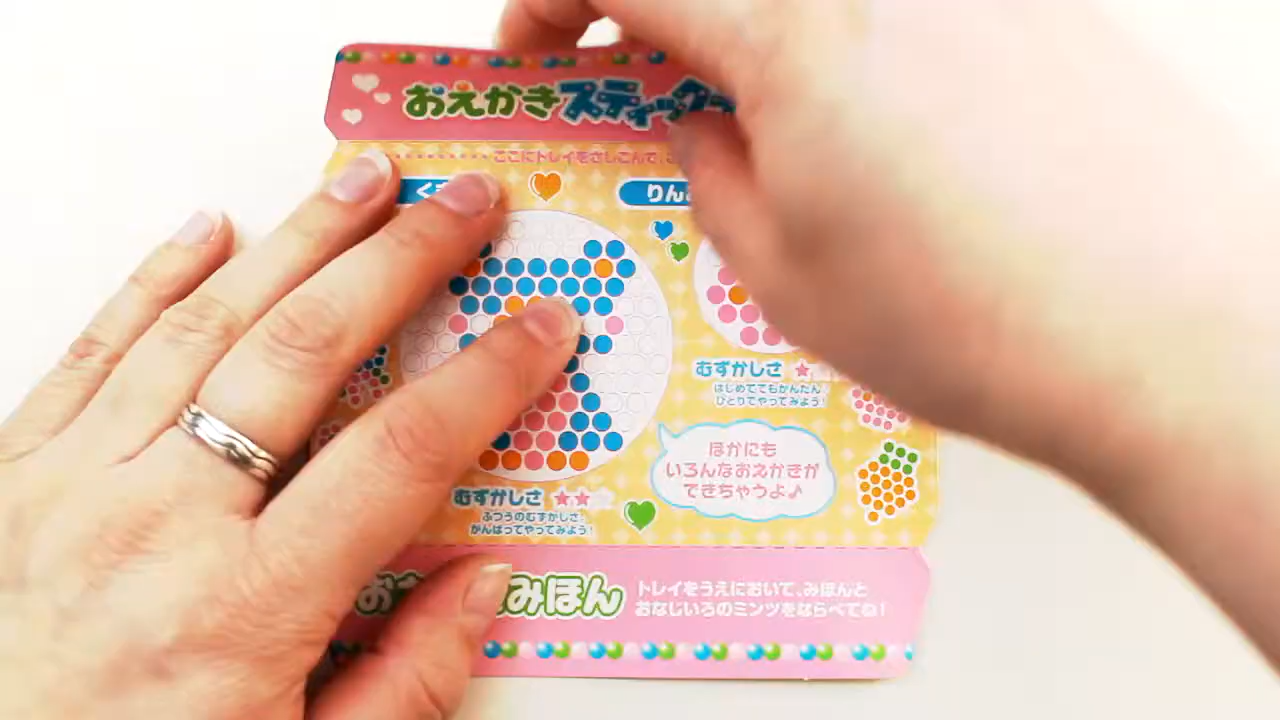 おえかきスティック
ここにトレイをさしこんで、
く
りん
むずかしさ ★☆☆
はじめてでもかんたん
ひとりでやってみよう!
ほかにも
いろんなおえかきが
できちゃうよ♪
むずかしさ ★★☆
ふつうのむずかしさ
がんばってやってみよう!
みほん
トレイをうえにおいて、みほんと
おなじいろのミンツをならべてね!